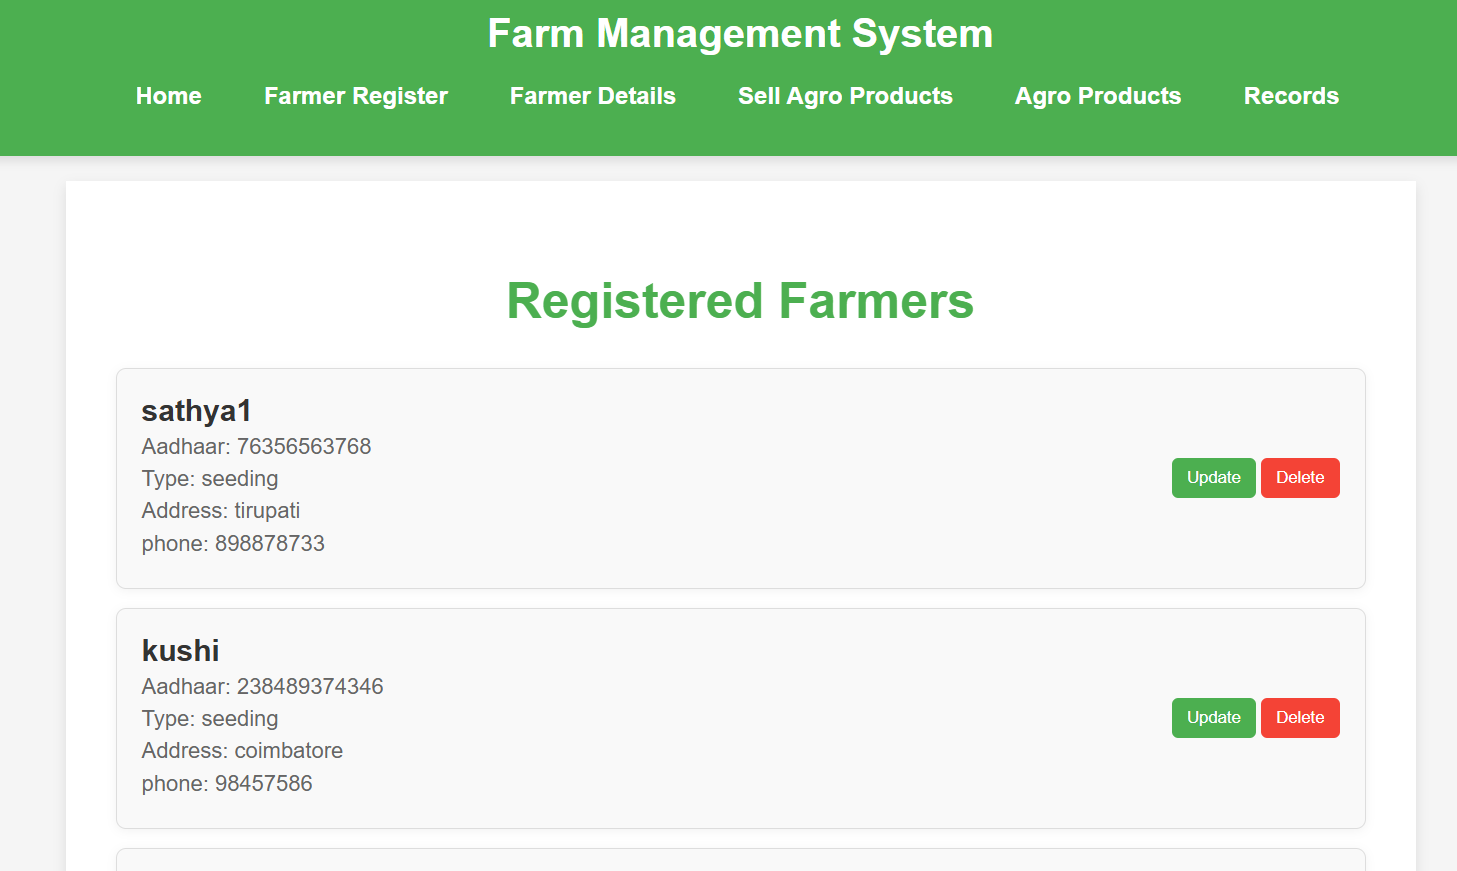 Farm Management System
Home Farmer Register Farmer Details Sell Agro Products Agro Products Records
Registered Farmers
sathya1
Aadhaar: 76356563768
Type: seeding
Address: tirupati
phone: 898878733
Update Delete
kushi
Aadhaar: 238489374346
Type: seeding
Address: coimbatore
phone: 98457586
Update Delete